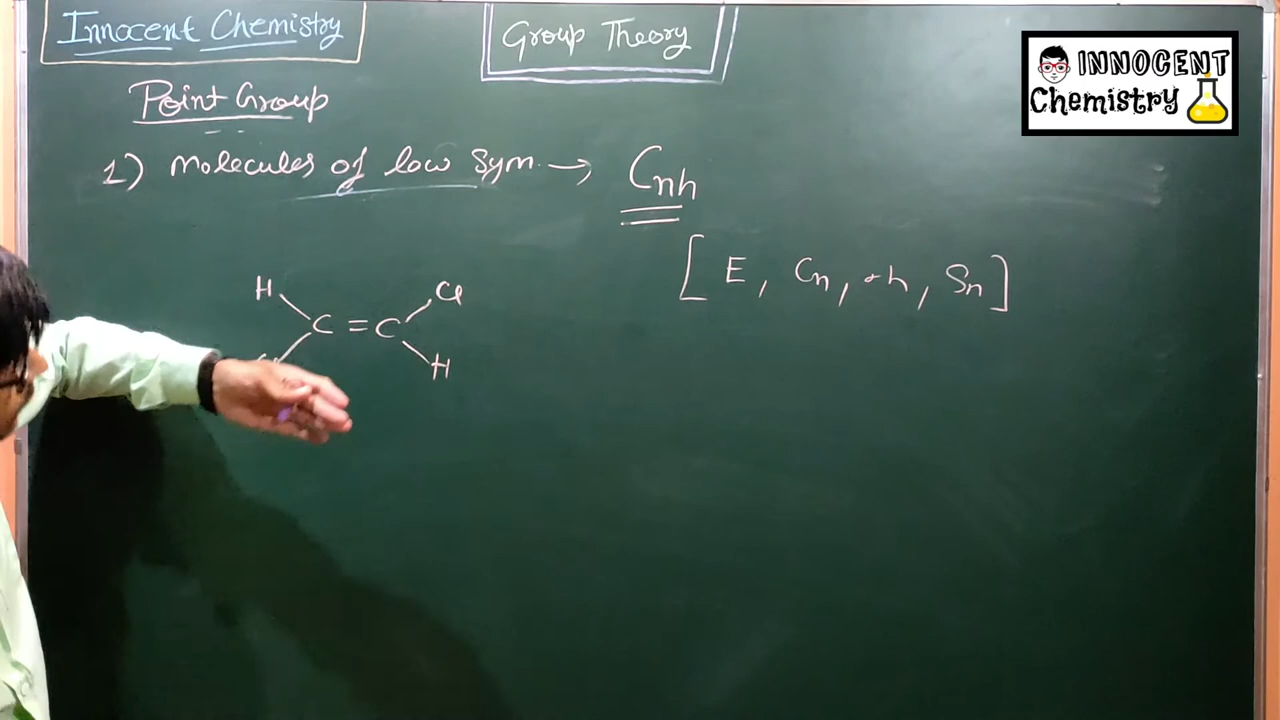 Innocent Chemistry
Group Theory
INNOCENT
Chemistry
Point Group
1) Molecules of low Sym. → Cnh
[E, Cn, σh, Sn]
H Cl
C = C
H